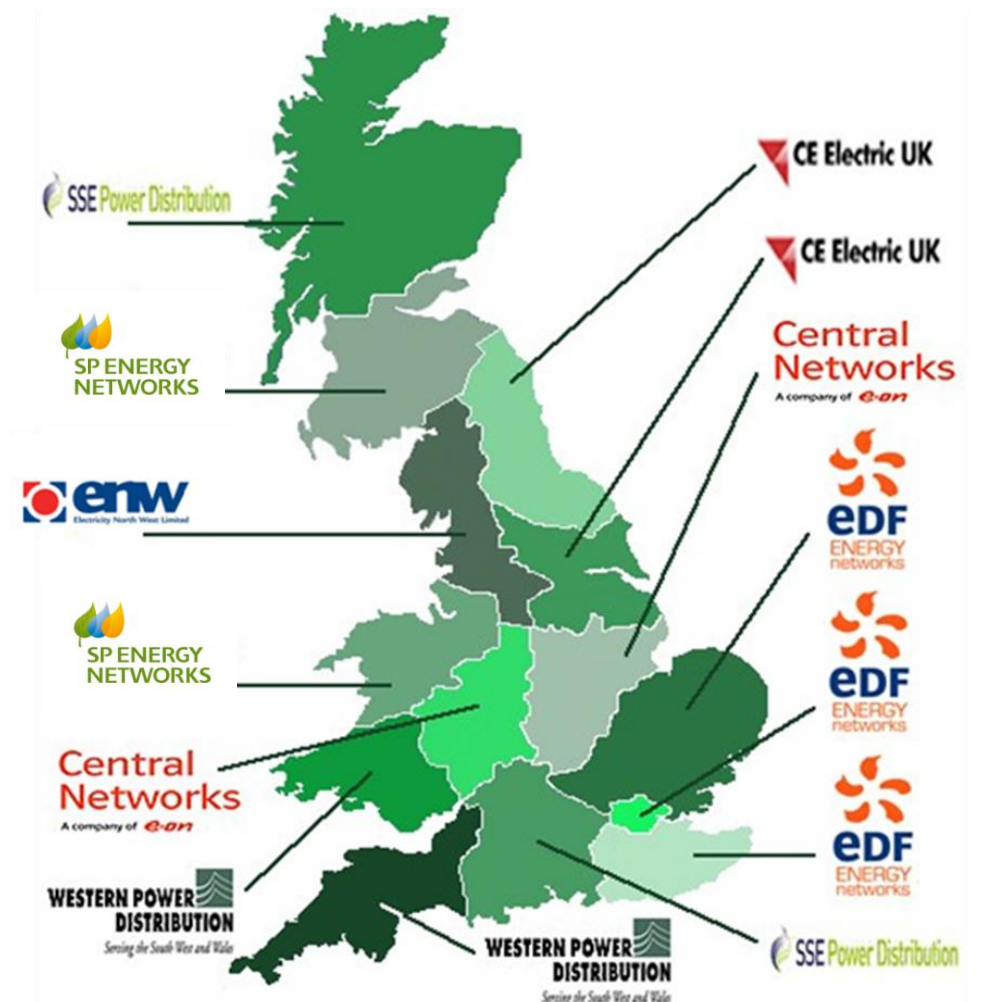 CE Electric UK
SSE Power Distribution
CE Electric UK
Central
Networks
A company of e·on
SP ENERGY
NETWORKS
eDF
ENERGY
networks
enw
Electricity North West Limited
eDF
ENERGY
networks
SP ENERGY
NETWORKS
Central
Networks
A company of e·on
eDF
ENERGY
networks
WESTERN POWER
DISTRIBUTION
Serving the South West and Wales
WESTERN POWER
DISTRIBUTION
Serving the South West and Wales
SSE Power Distribution